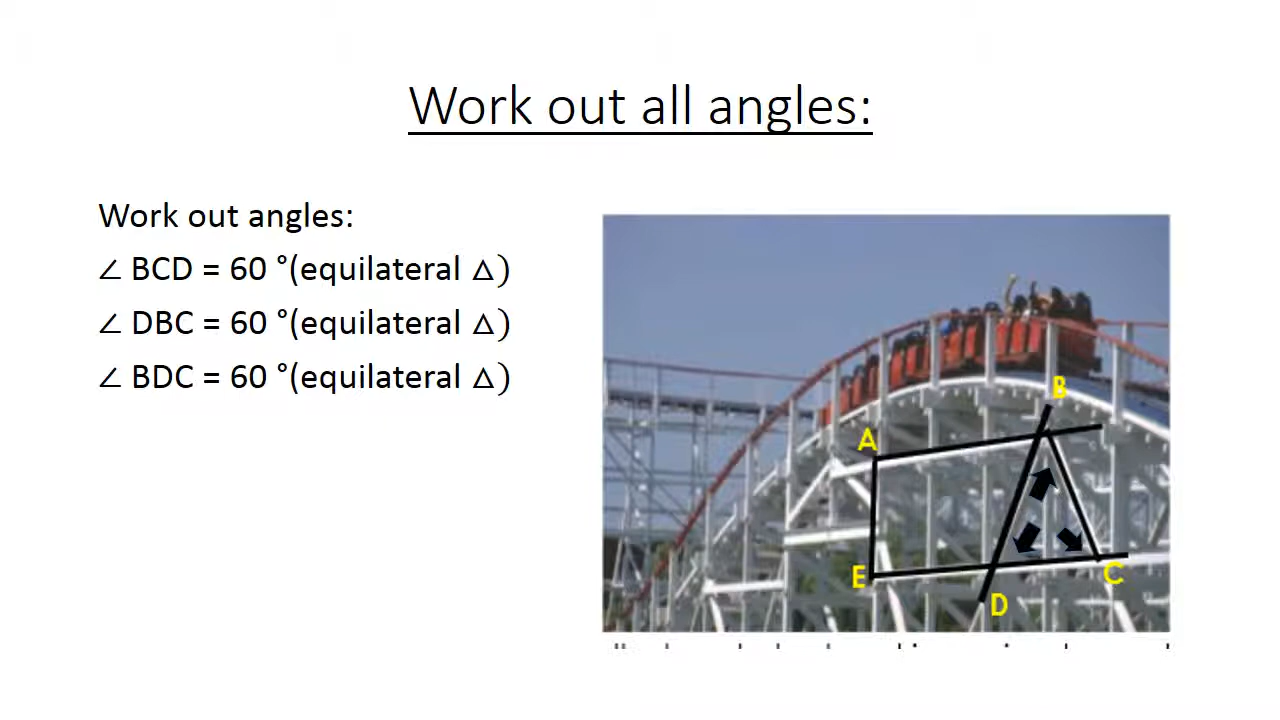 Work out all angles:
Work out angles:
∠ BCD = 60 °(equilateral △)
∠ DBC = 60 °(equilateral △)
∠ BDC = 60 °(equilateral △)
B
A
E
C
D